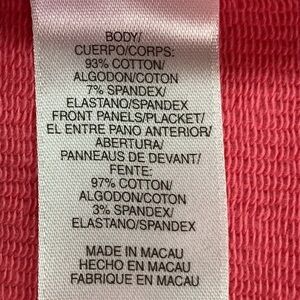 BODY/
CUERPO/CORPS:
93% COTTON/
ALGODON/COTON
7% SPANDEX/
ELASTANO/SPANDEX
FRONT PANELS/PLACKET/
EL ENTRE PANO ANTERIOR/
ABERTURA/
PANNEAUS DE DEVANT/
FENTE:
97% COTTON/
ALGODON/COTON
3% SPANDEX/
ELASTANO/SPANDEX
MADE IN MACAU
HECHO EN MACAU
FABRIQUE EN MACAU